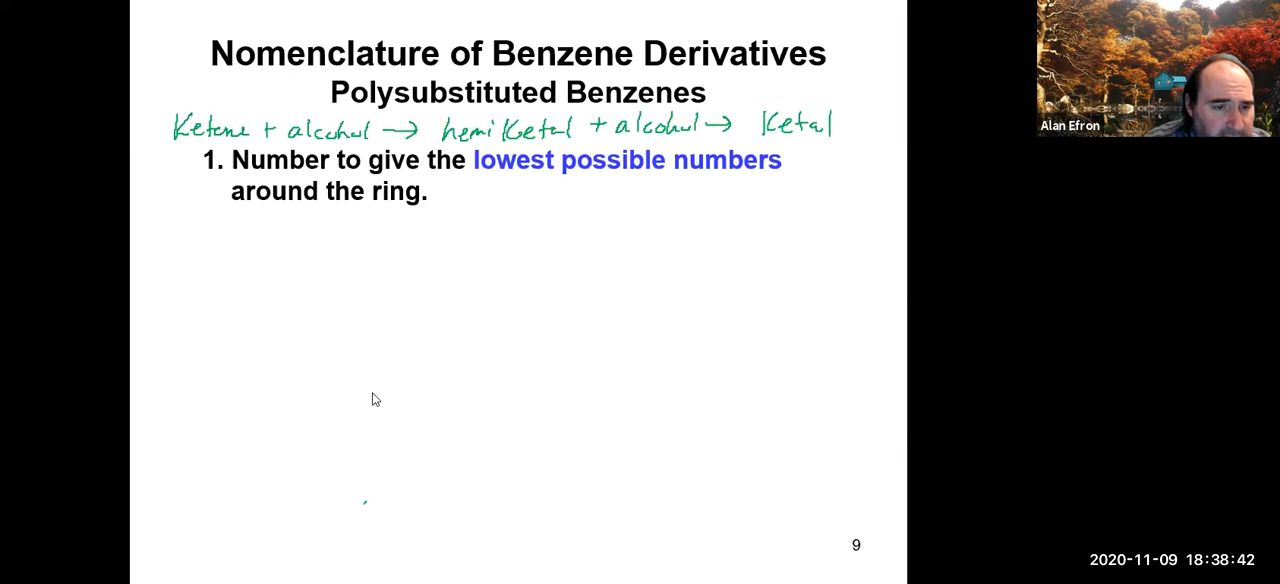 Nomenclature of Benzene Derivatives
Polysubstituted Benzenes
Ketone + alcohol → hemiketal + alcohol → Ketal
1. Number to give the lowest possible numbers
around the ring.
9
Alan Efron
2020-11-09 18:38:42